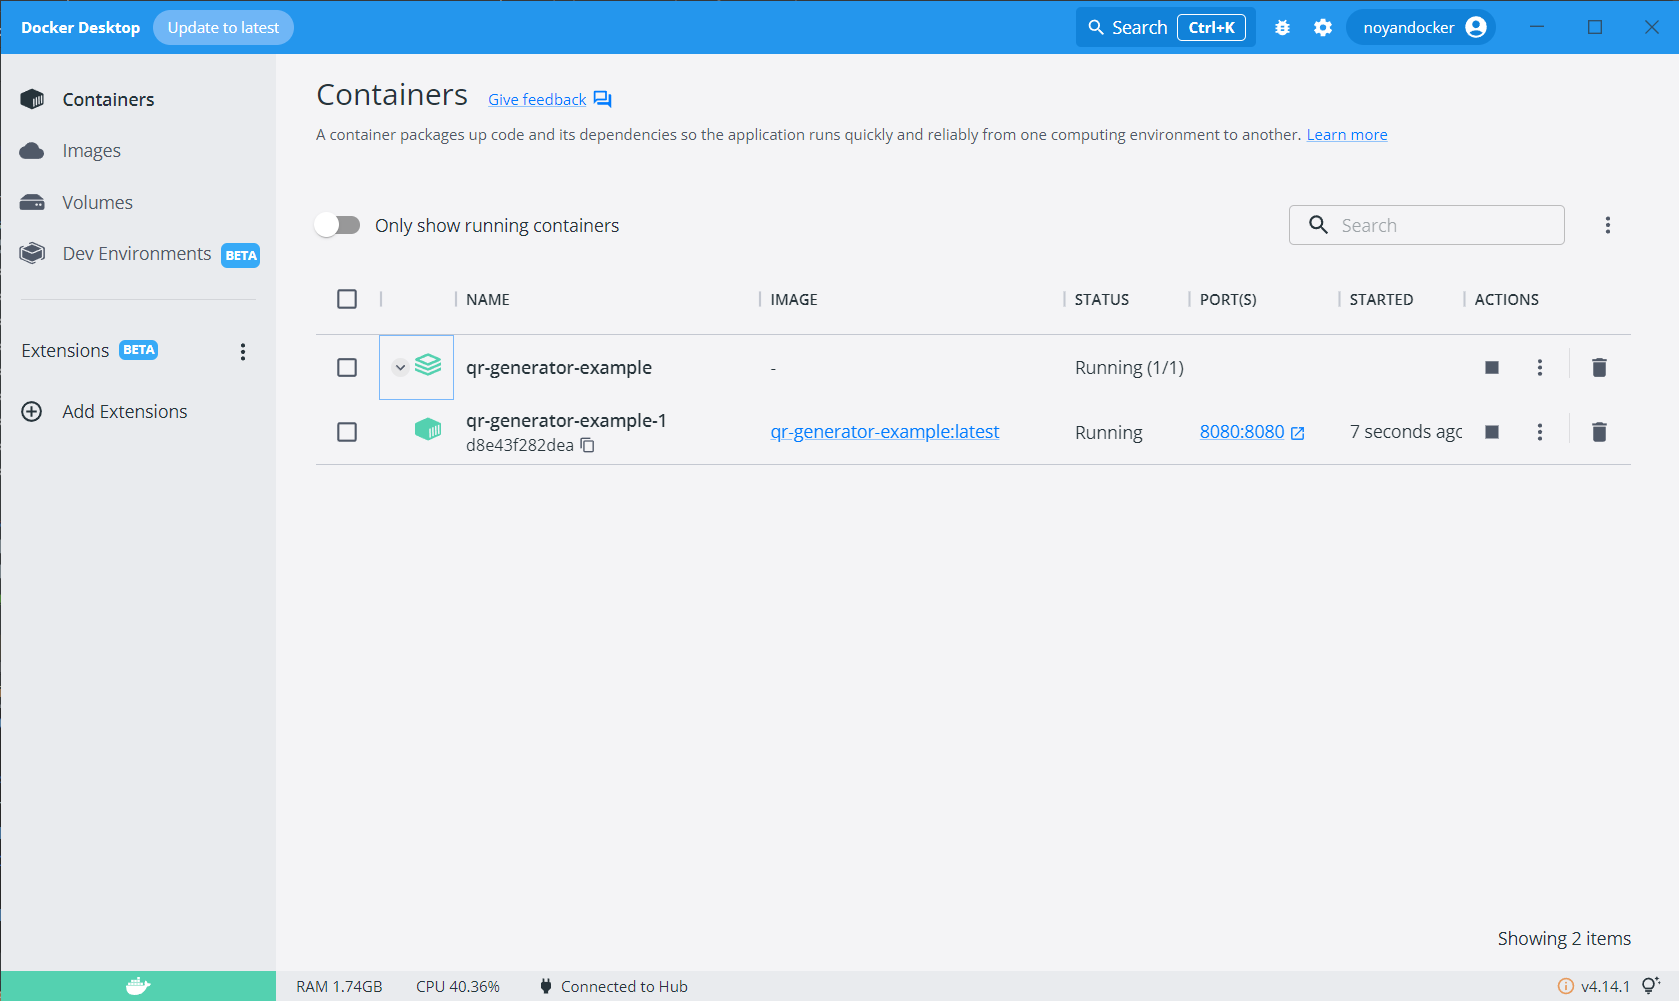 Docker Desktop Update to latest Search Ctrl+K noyandocker
Containers
Images
Volumes
Dev Environments BETA
Extensions BETA
Add Extensions
Containers Give feedback
A container packages up code and its dependencies so the application runs quickly and reliably from one computing environment to another. Learn more
Only show running containers Search
NAME IMAGE STATUS PORT(S) STARTED ACTIONS
qr-generator-example - Running (1/1)
qr-generator-example-1
d8e43f282dea qr-generator-example:latest Running 8080:8080 7 seconds agc
Showing 2 items
RAM 1.74GB CPU 40.36% Connected to Hub v4.14.1